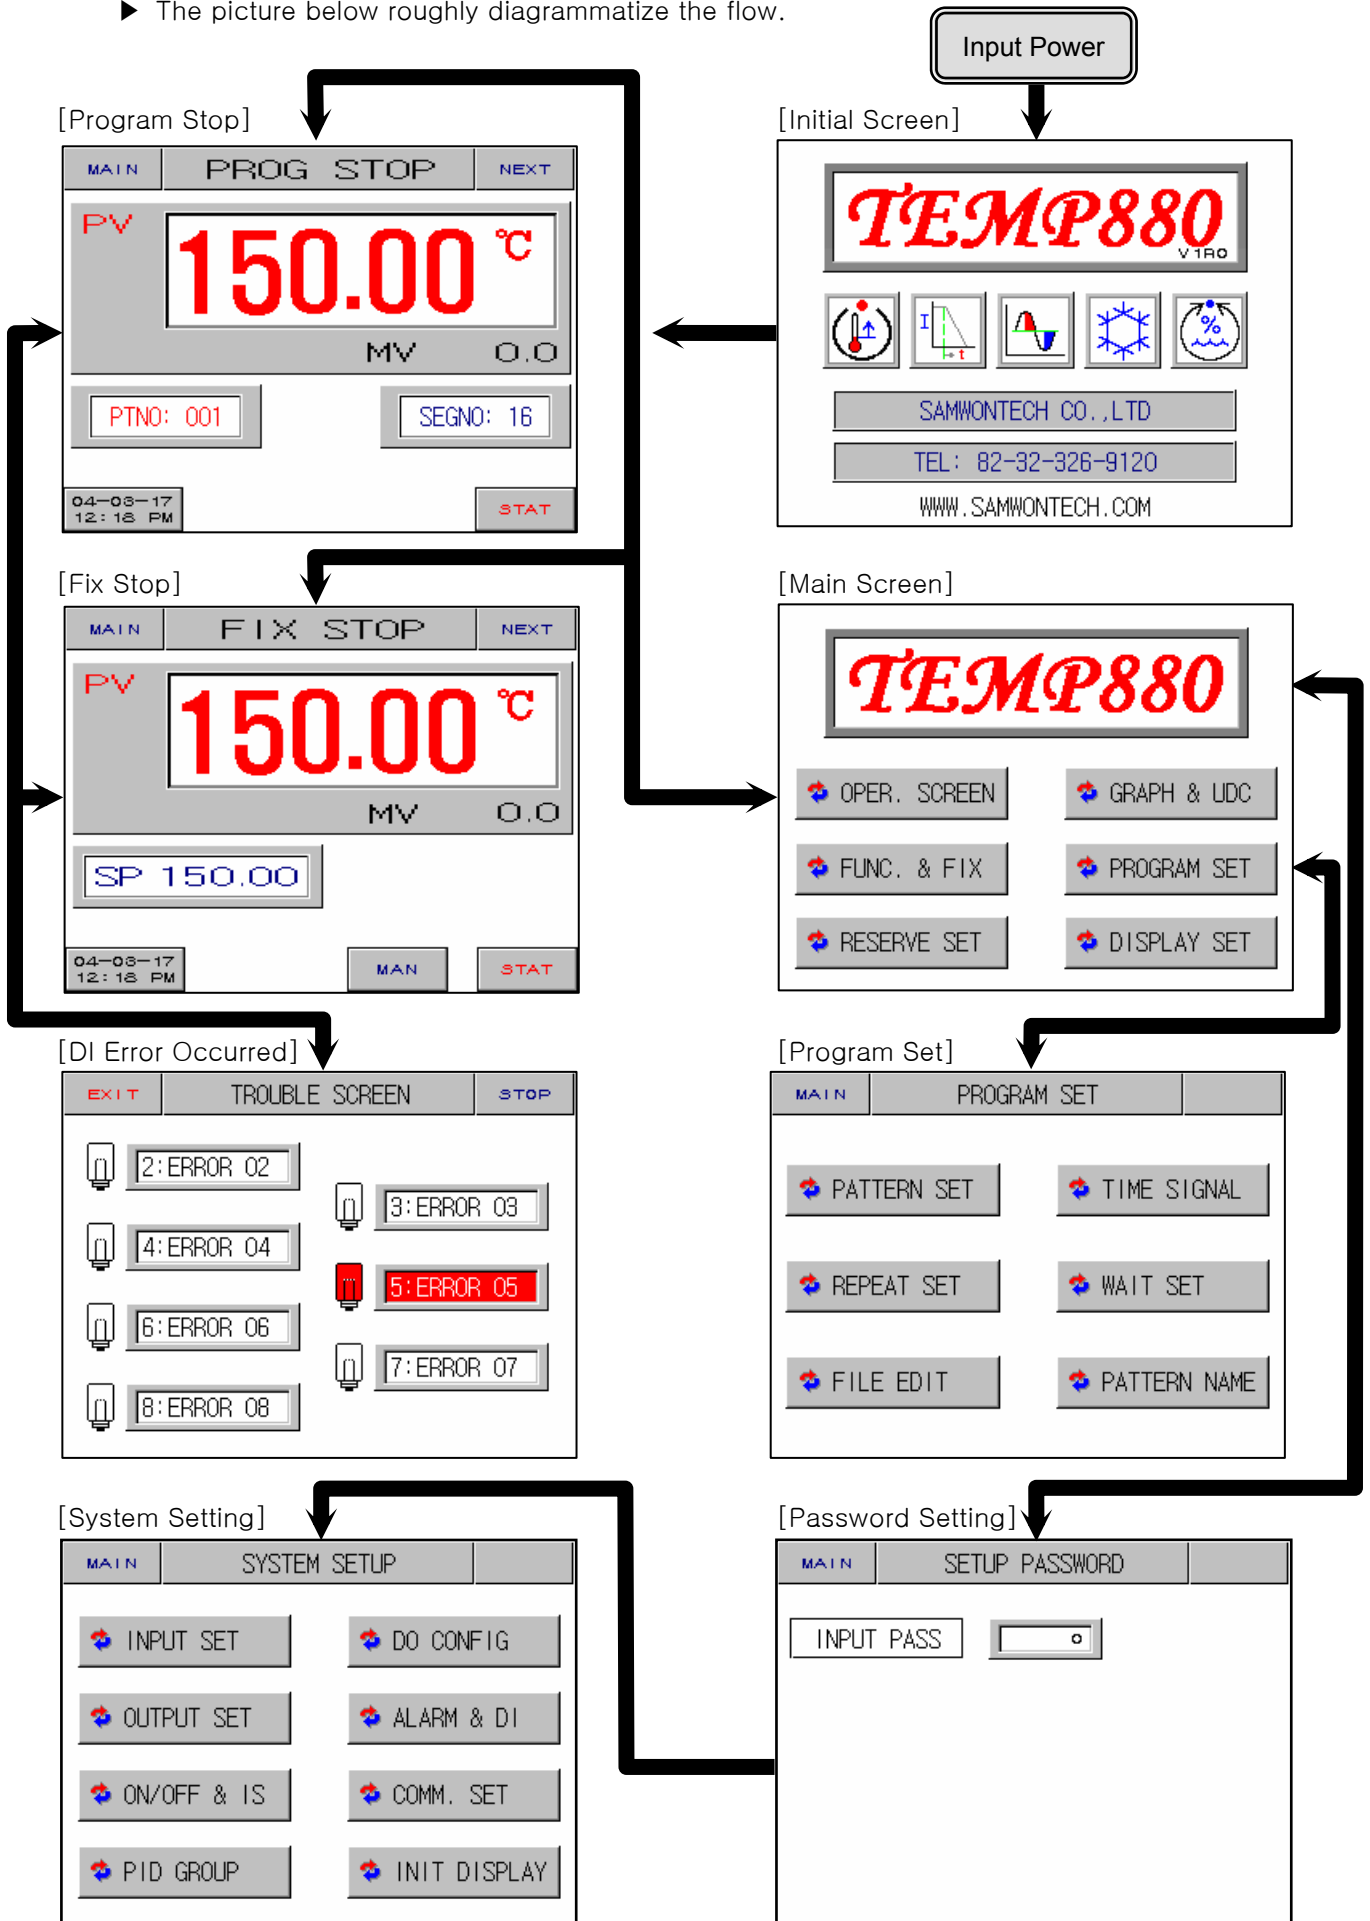 ▶ The picture below roughly diagrammatize the flow.
Input Power
[Program Stop]
MAIN PROG STOP NEXT
PV
150.00 ℃
MV 0.0
PTNO: 001 SEGNO: 16
04-03-17
12:18 PM
STAT
[Initial Screen]
TEMP880
V1R0
I
t
%
SAMWONTECH CO.,LTD
TEL: 82-32-326-9120
WWW.SAMWONTECH.COM
[Fix Stop]
MAIN FIX STOP NEXT
PV
150.00 ℃
MV 0.0
SP 150.00
04-03-17
12:18 PM
MAN STAT
[Main Screen]
TEMP880
OPER. SCREEN GRAPH & UDC
FUNC. & FIX PROGRAM SET
RESERVE SET DISPLAY SET
[DI Error Occurred]
EXIT TROUBLE SCREEN STOP
2:ERROR 02
3:ERROR 03
4:ERROR 04
5:ERROR 05
6:ERROR 06
7:ERROR 07
8:ERROR 08
[Program Set]
MAIN PROGRAM SET
PATTERN SET TIME SIGNAL
REPEAT SET WAIT SET
FILE EDIT PATTERN NAME
[System Setting]
MAIN SYSTEM SETUP
INPUT SET DO CONFIG
OUTPUT SET ALARM & DI
ON/OFF & IS COMM. SET
PID GROUP INIT DISPLAY
[Password Setting]
MAIN SETUP PASSWORD
INPUT PASS 0